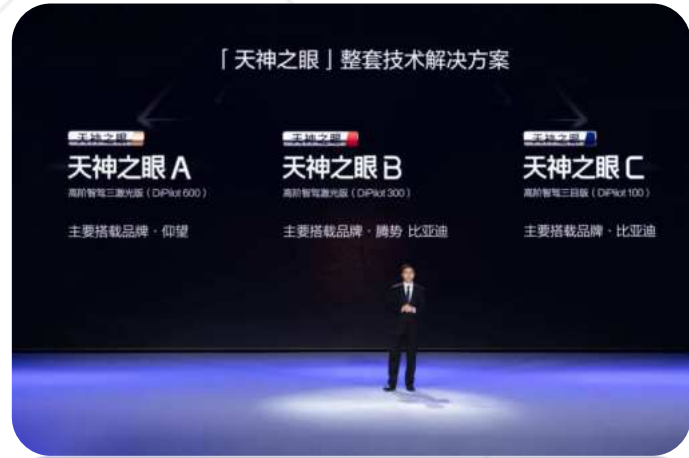 「天神之眼」整套技术解决方案
天神之眼
天神之眼 A
高阶智驾三激光版（DiPilot 600）
主要搭载品牌·仰望
天神之眼
天神之眼 B
高阶智驾激光版（DiPilot 300）
主要搭载品牌·腾势 比亚迪
天神之眼
天神之眼 C
高阶智驾三目版（DiPilot 100）
主要搭载品牌·比亚迪